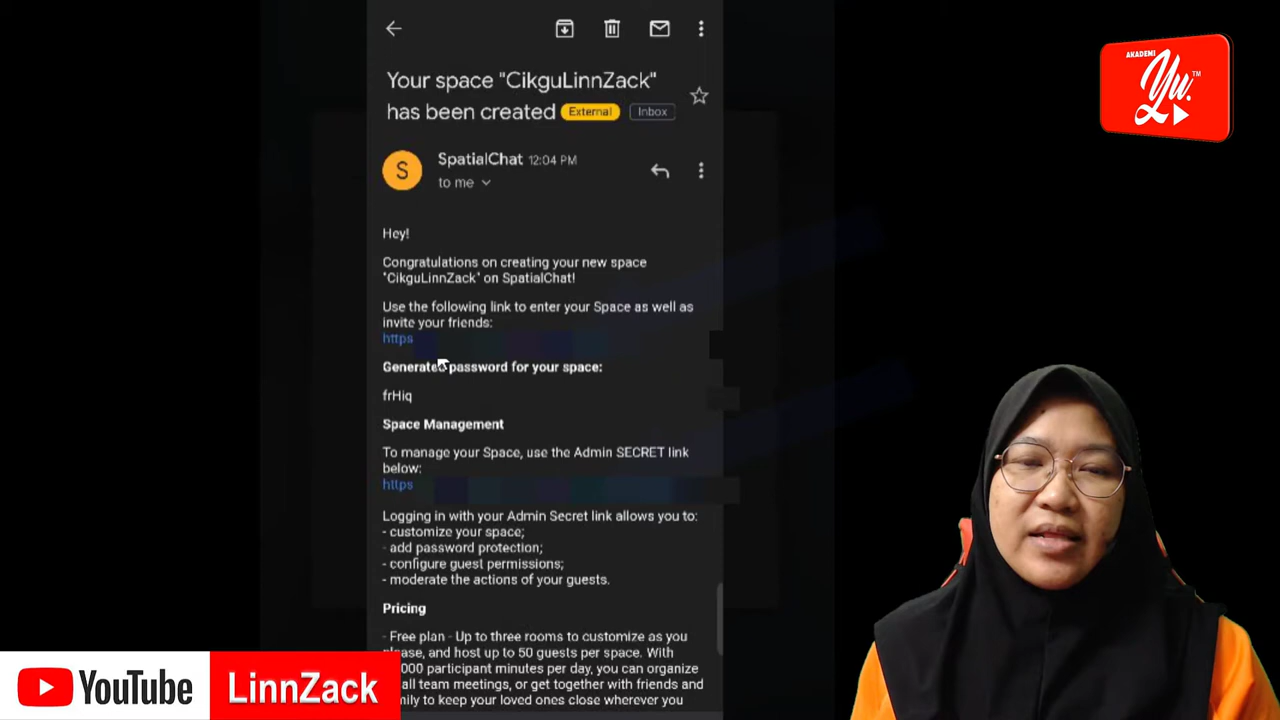 Your space "CikguLinnZack"
has been created External Inbox
S
SpatialChat 12:04 PM
to me
Hey!
Congratulations on creating your new space
"CikguLinnZack" on SpatialChat!
Use the following link to enter your Space as well as
invite your friends:
https
Generated password for your space:
frHiq
Space Management
To manage your Space, use the Admin SECRET link
below:
https
Logging in with your Admin Secret link allows you to:
- customize your space;
- add password protection;
- configure guest permissions;
- moderate the actions of your guests.
Pricing
- Free plan - Up to three rooms to customize as you
please, and host up to 50 guests per space. With
000 participant minutes per day, you can organize
all team meetings, or get together with friends and
mily to keep your loved ones close wherever you
AKADEMI
YouTube LinnZack